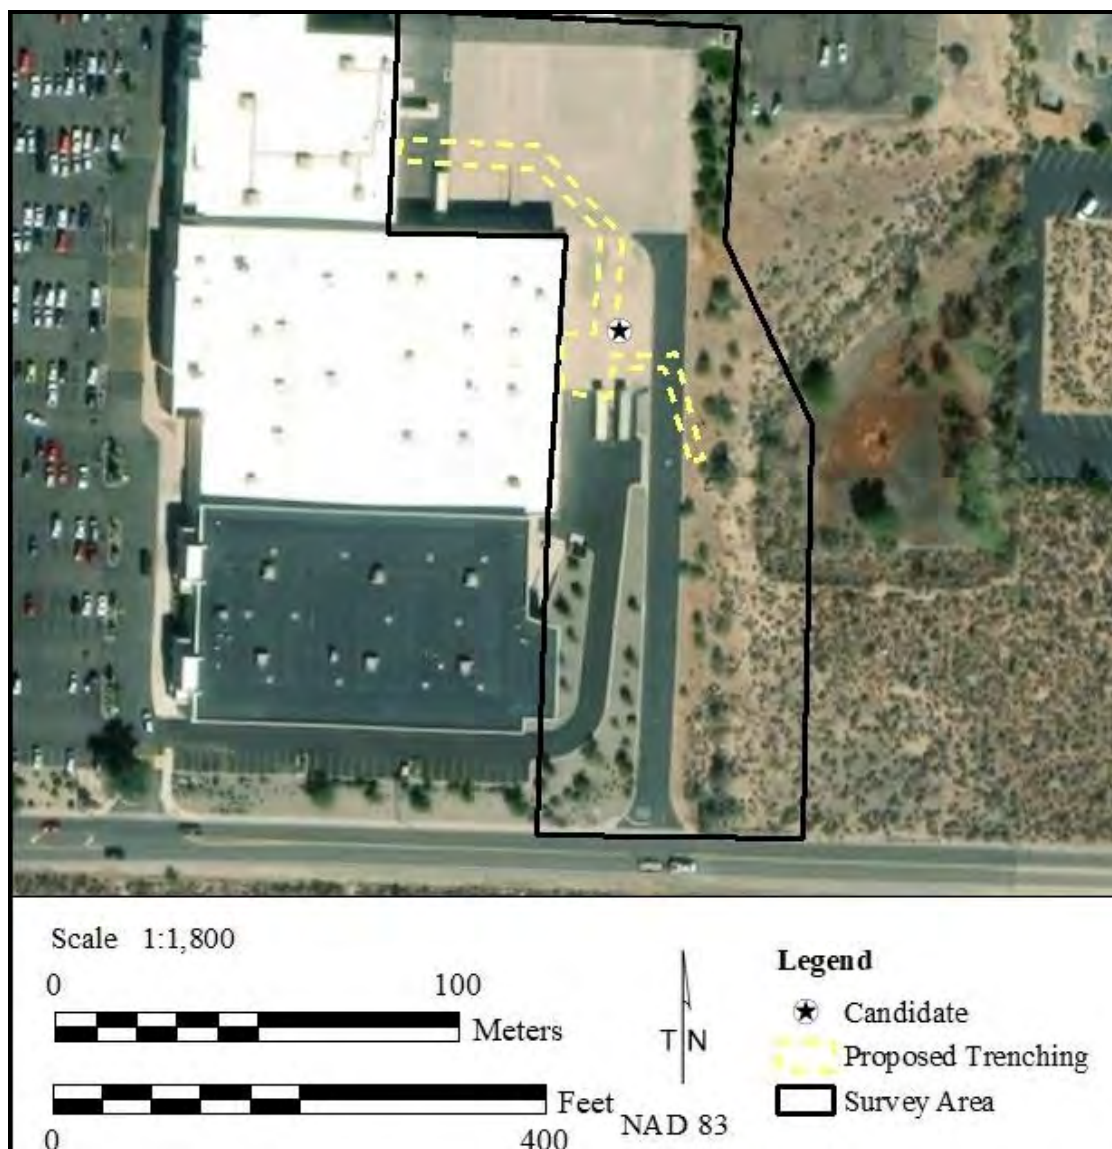 Scale 1:1,800
0 100
Meters
Feet
0 400
T N
NAD 83
Legend
Candidate
Proposed Trenching
Survey Area